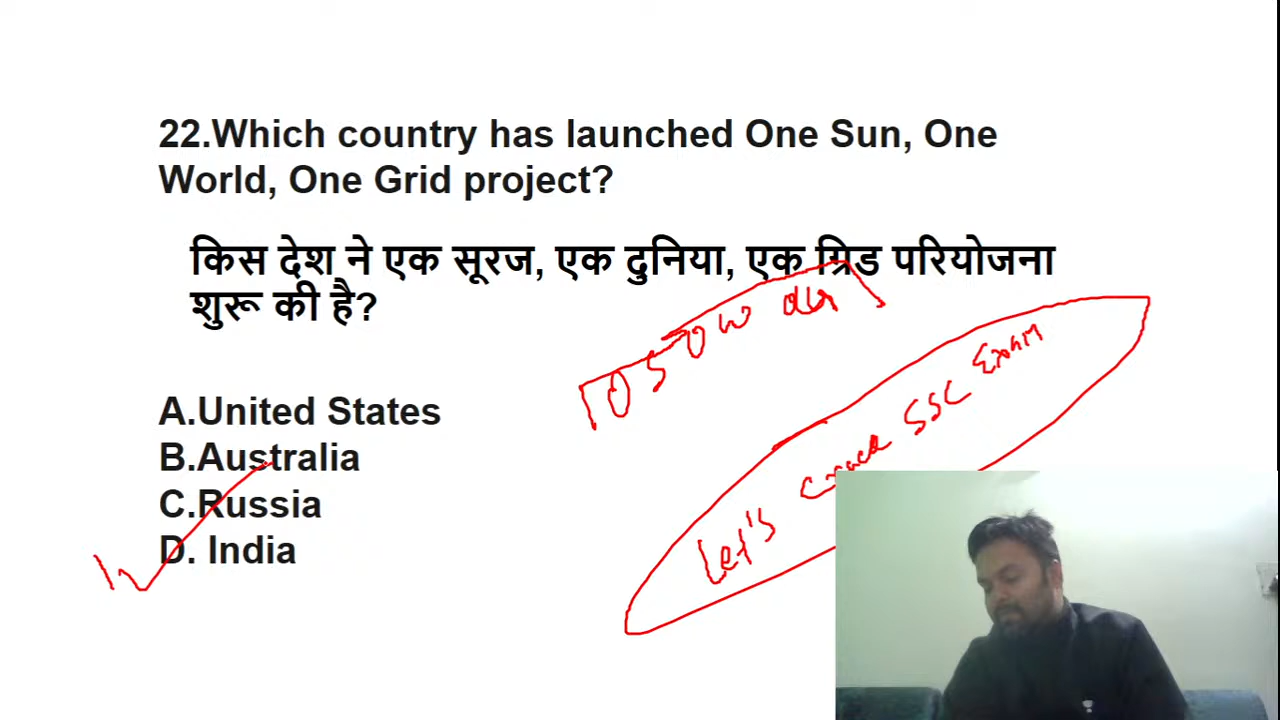 22.Which country has launched One Sun, One
World, One Grid project?
किस देश ने एक सूरज, एक दुनिया, एक ग्रिड परियोजना
शुरू की है?
O S O W
Let's crack SSC Exam
A.United States
B.Australia
C.Russia
D. India